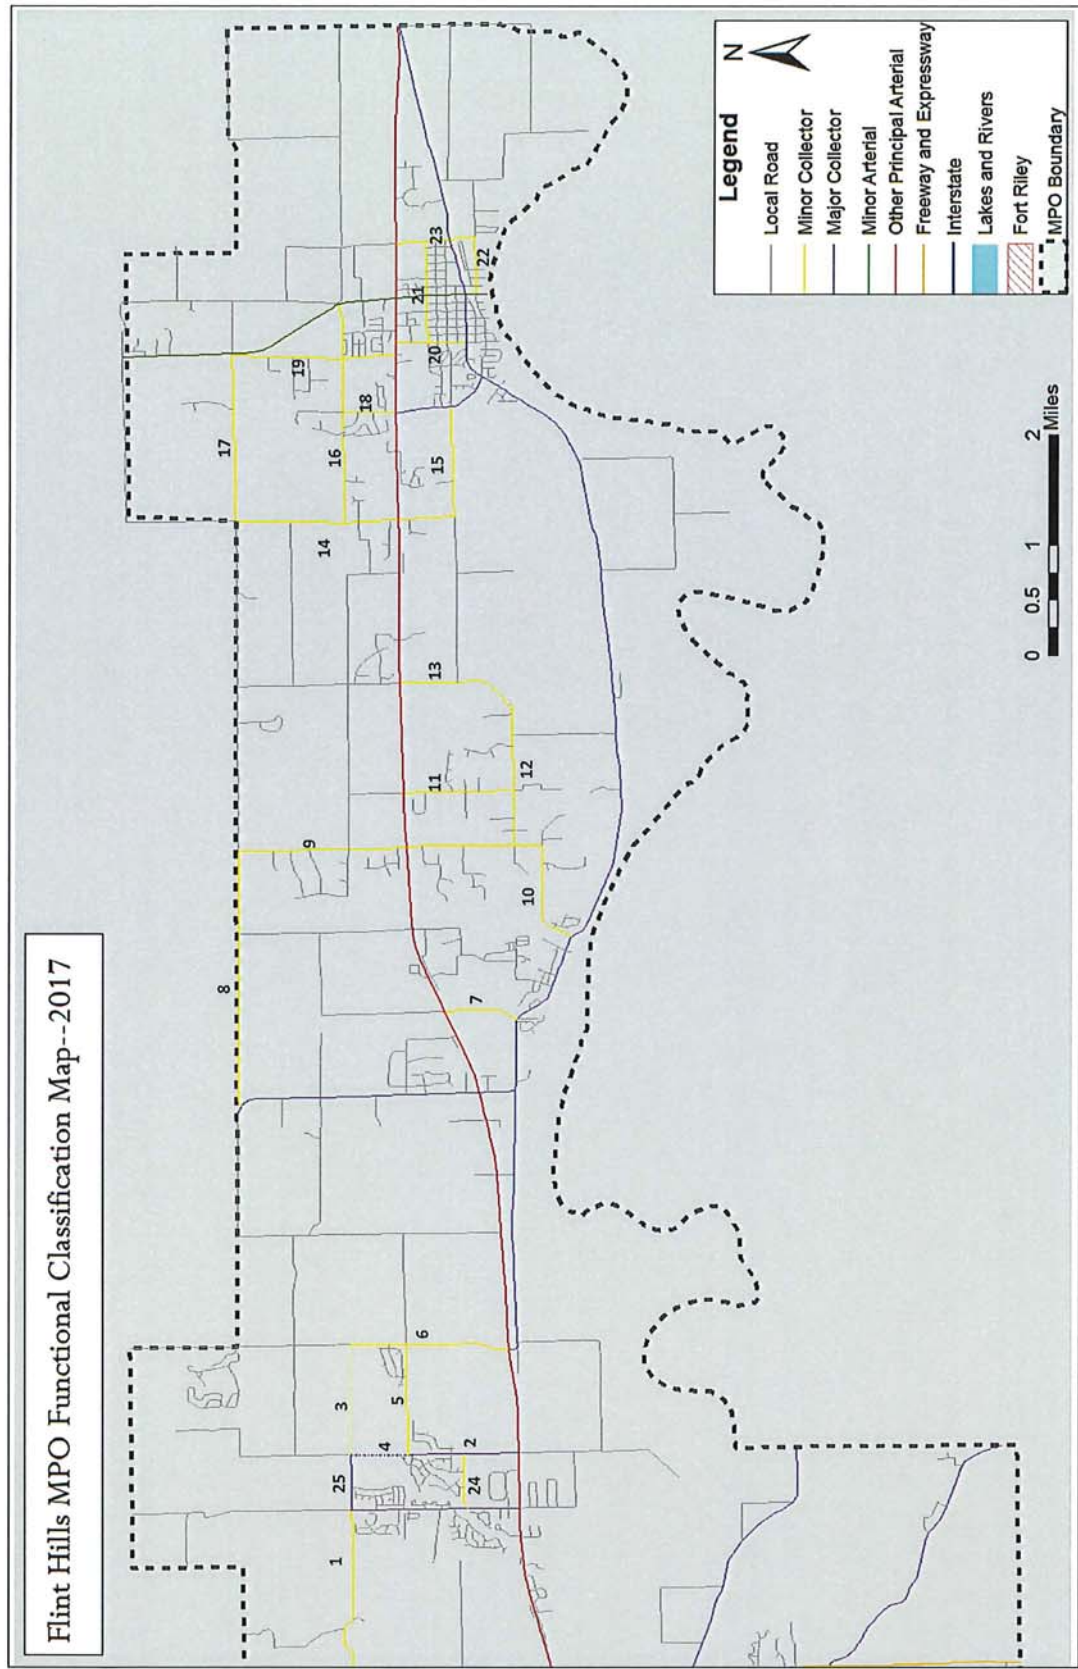 Flint Hills MPO Functional Classification Map--2017
1
25
24
4
2
3
5
6
8
7
9
10
11
12
13
14
15
16
17
18
19
20
21
22
23
0 0.5 1 2
Miles
Legend
N
Local Road
Minor Collector
Major Collector
Minor Arterial
Other Principal Arterial
Freeway and Expressway
Interstate
Lakes and Rivers
Fort Riley
MPO Boundary